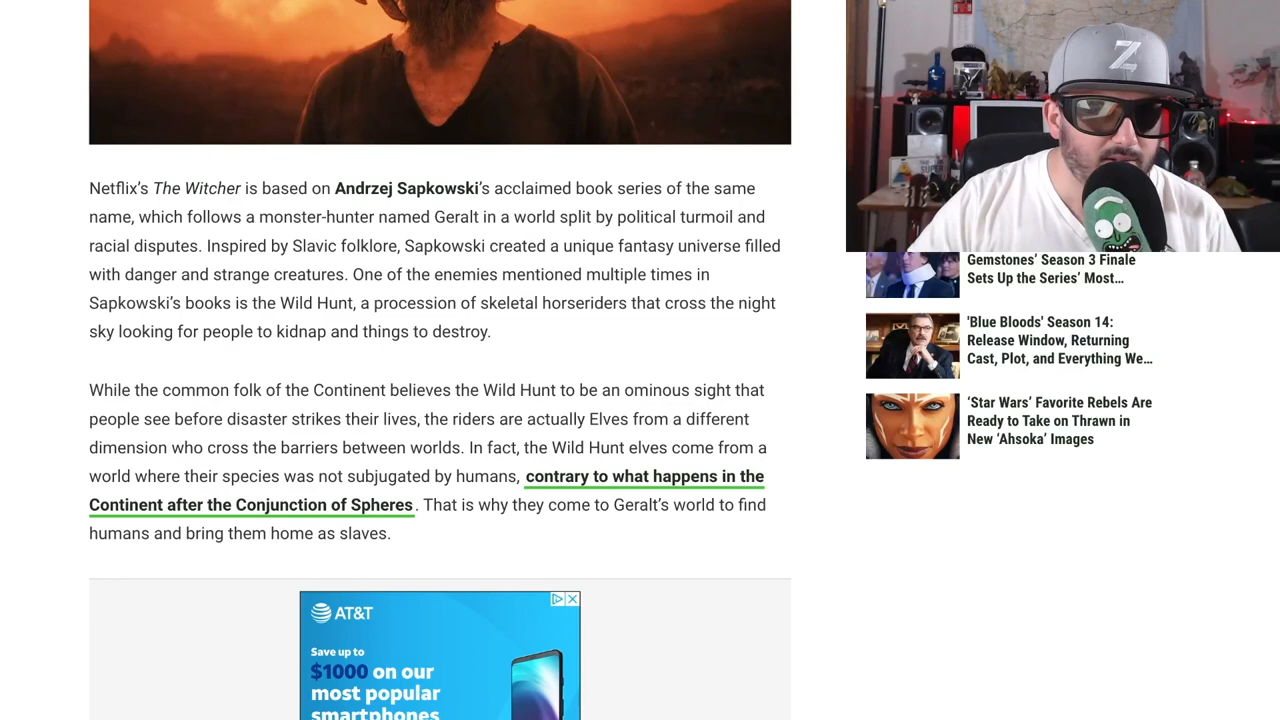 Netflix's The Witcher is based on Andrzej Sapkowski's acclaimed book series of the same
name, which follows a monster-hunter named Geralt in a world split by political turmoil and
racial disputes. Inspired by Slavic folklore, Sapkowski created a unique fantasy universe filled
with danger and strange creatures. One of the enemies mentioned multiple times in
Sapkowski's books is the Wild Hunt, a procession of skeletal horseriders that cross the night
sky looking for people to kidnap and things to destroy.
While the common folk of the Continent believes the Wild Hunt to be an ominous sight that
people see before disaster strikes their lives, the riders are actually Elves from a different
dimension who cross the barriers between worlds. In fact, the Wild Hunt elves come from a
world where their species was not subjugated by humans, contrary to what happens in the
Continent after the Conjunction of Spheres. That is why they come to Geralt's world to find
humans and bring them home as slaves.
AT&T
Save up to
$1000 on our
most popular
smartphones
Z
Gemstones' Season 3 Finale
Sets Up the Series' Most…
'Blue Bloods' Season 14:
Release Window, Returning
Cast, Plot, and Everything We…
'Star Wars' Favorite Rebels Are
Ready to Take on Thrawn in
New 'Ahsoka' Images